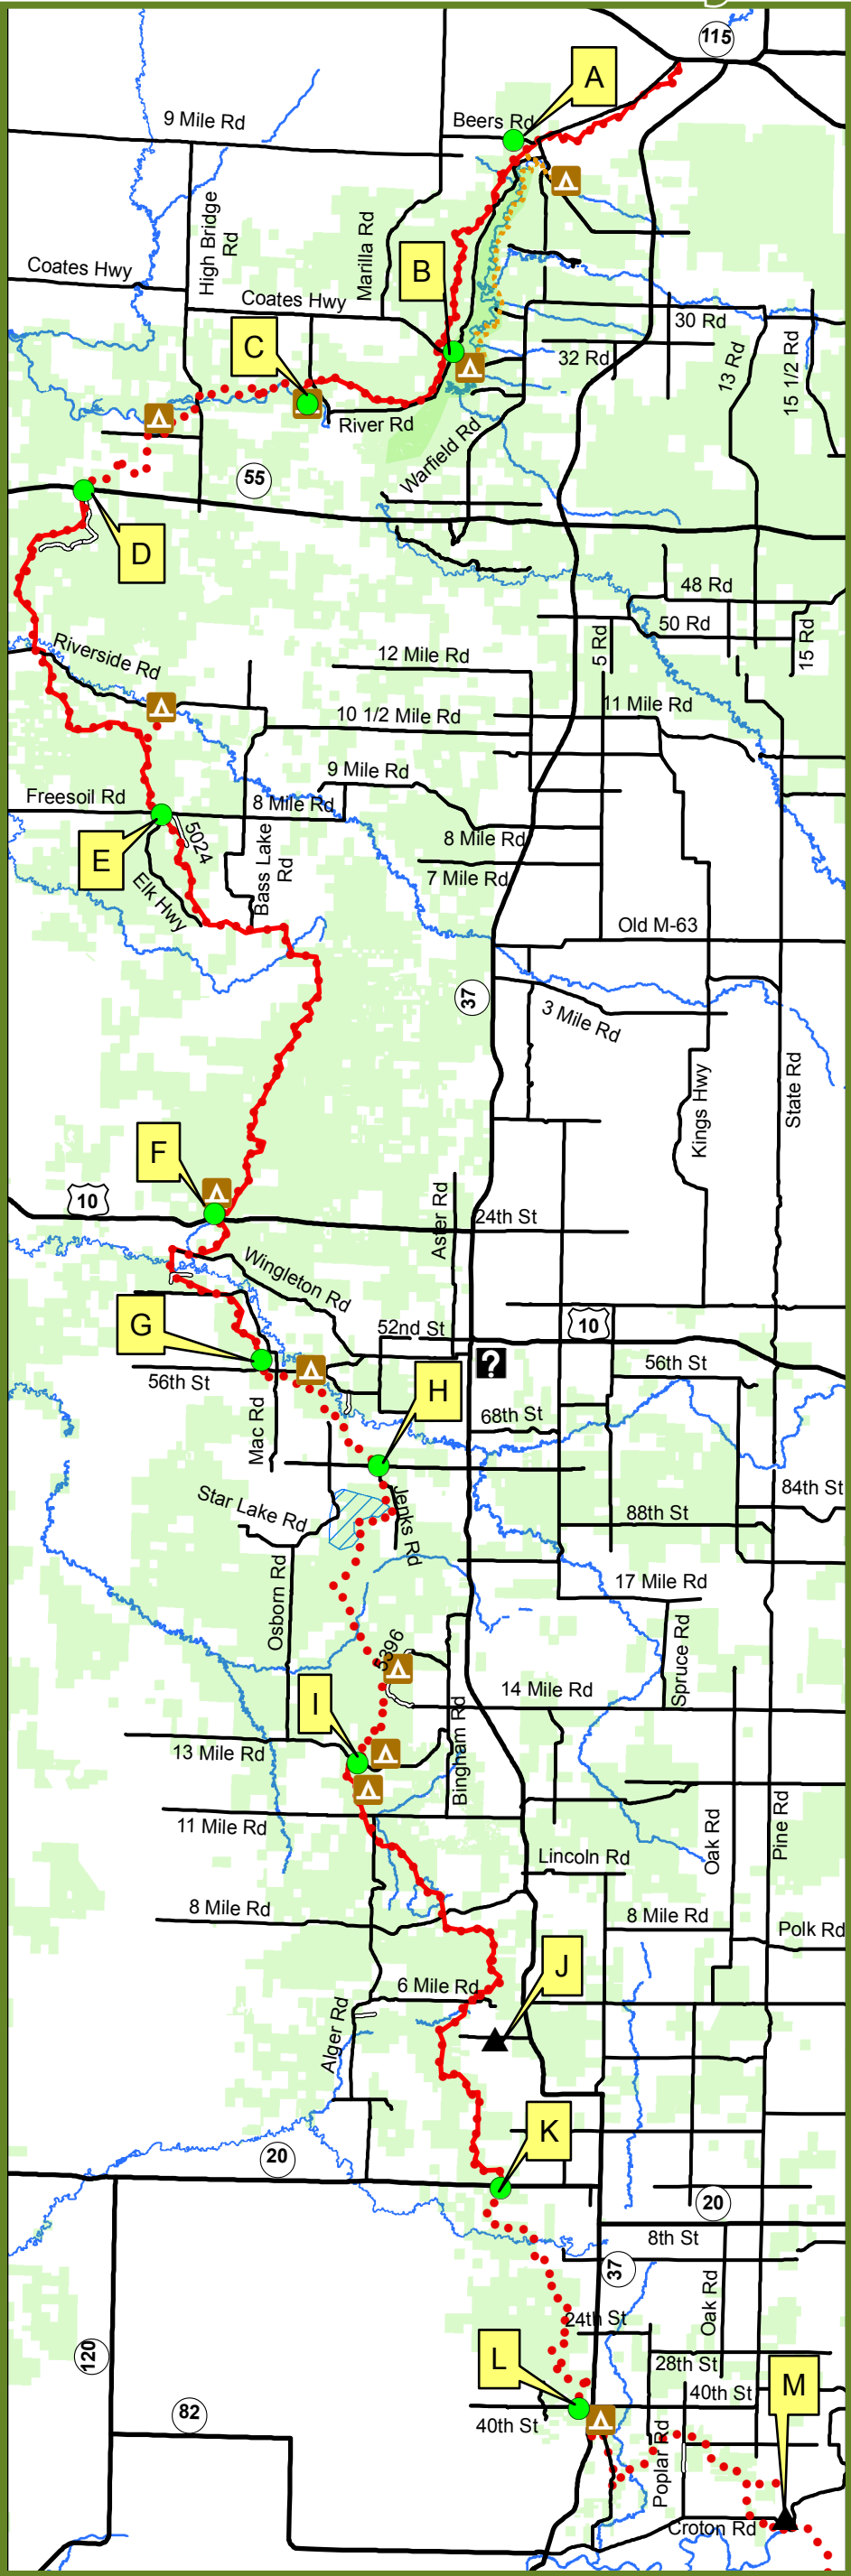 115
A
Beers Rd
9 Mile Rd
High Bridge
Rd
Marilla Rd
B
Coates Hwy
Coates Hwy
30 Rd
C
32 Rd
13 Rd
15 1/2 Rd
River Rd
Warfield Rd
55
D
48 Rd
50 Rd
5 Rd
15 Rd
Riverside Rd
12 Mile Rd
11 Mile Rd
10 1/2 Mile Rd
9 Mile Rd
Freesoil Rd
8 Mile Rd
5024
8 Mile Rd
E
Bass Lake
Rd
7 Mile Rd
Elk Hwy
Old M-63
37
3 Mile Rd
Kings Hwy
State Rd
F
10
Aster Rd
24th St
Wingleton Rd
G
52nd St
10
?
56th St
56th St
H
Mac Rd
68th St
84th St
Star Lake Rd
Jenks Rd
88th St
Osborn Rd
17 Mile Rd
5396
Spruce Rd
14 Mile Rd
I
13 Mile Rd
Bingham Rd
11 Mile Rd
Oak Rd
Pine Rd
Lincoln Rd
8 Mile Rd
8 Mile Rd
Polk Rd
J
6 Mile Rd
Alger Rd
K
20
20
8th St
37
Oak Rd
24th St
120
L
28th St
M
40th St
82
40th St
Poplar Rd
Croton Rd